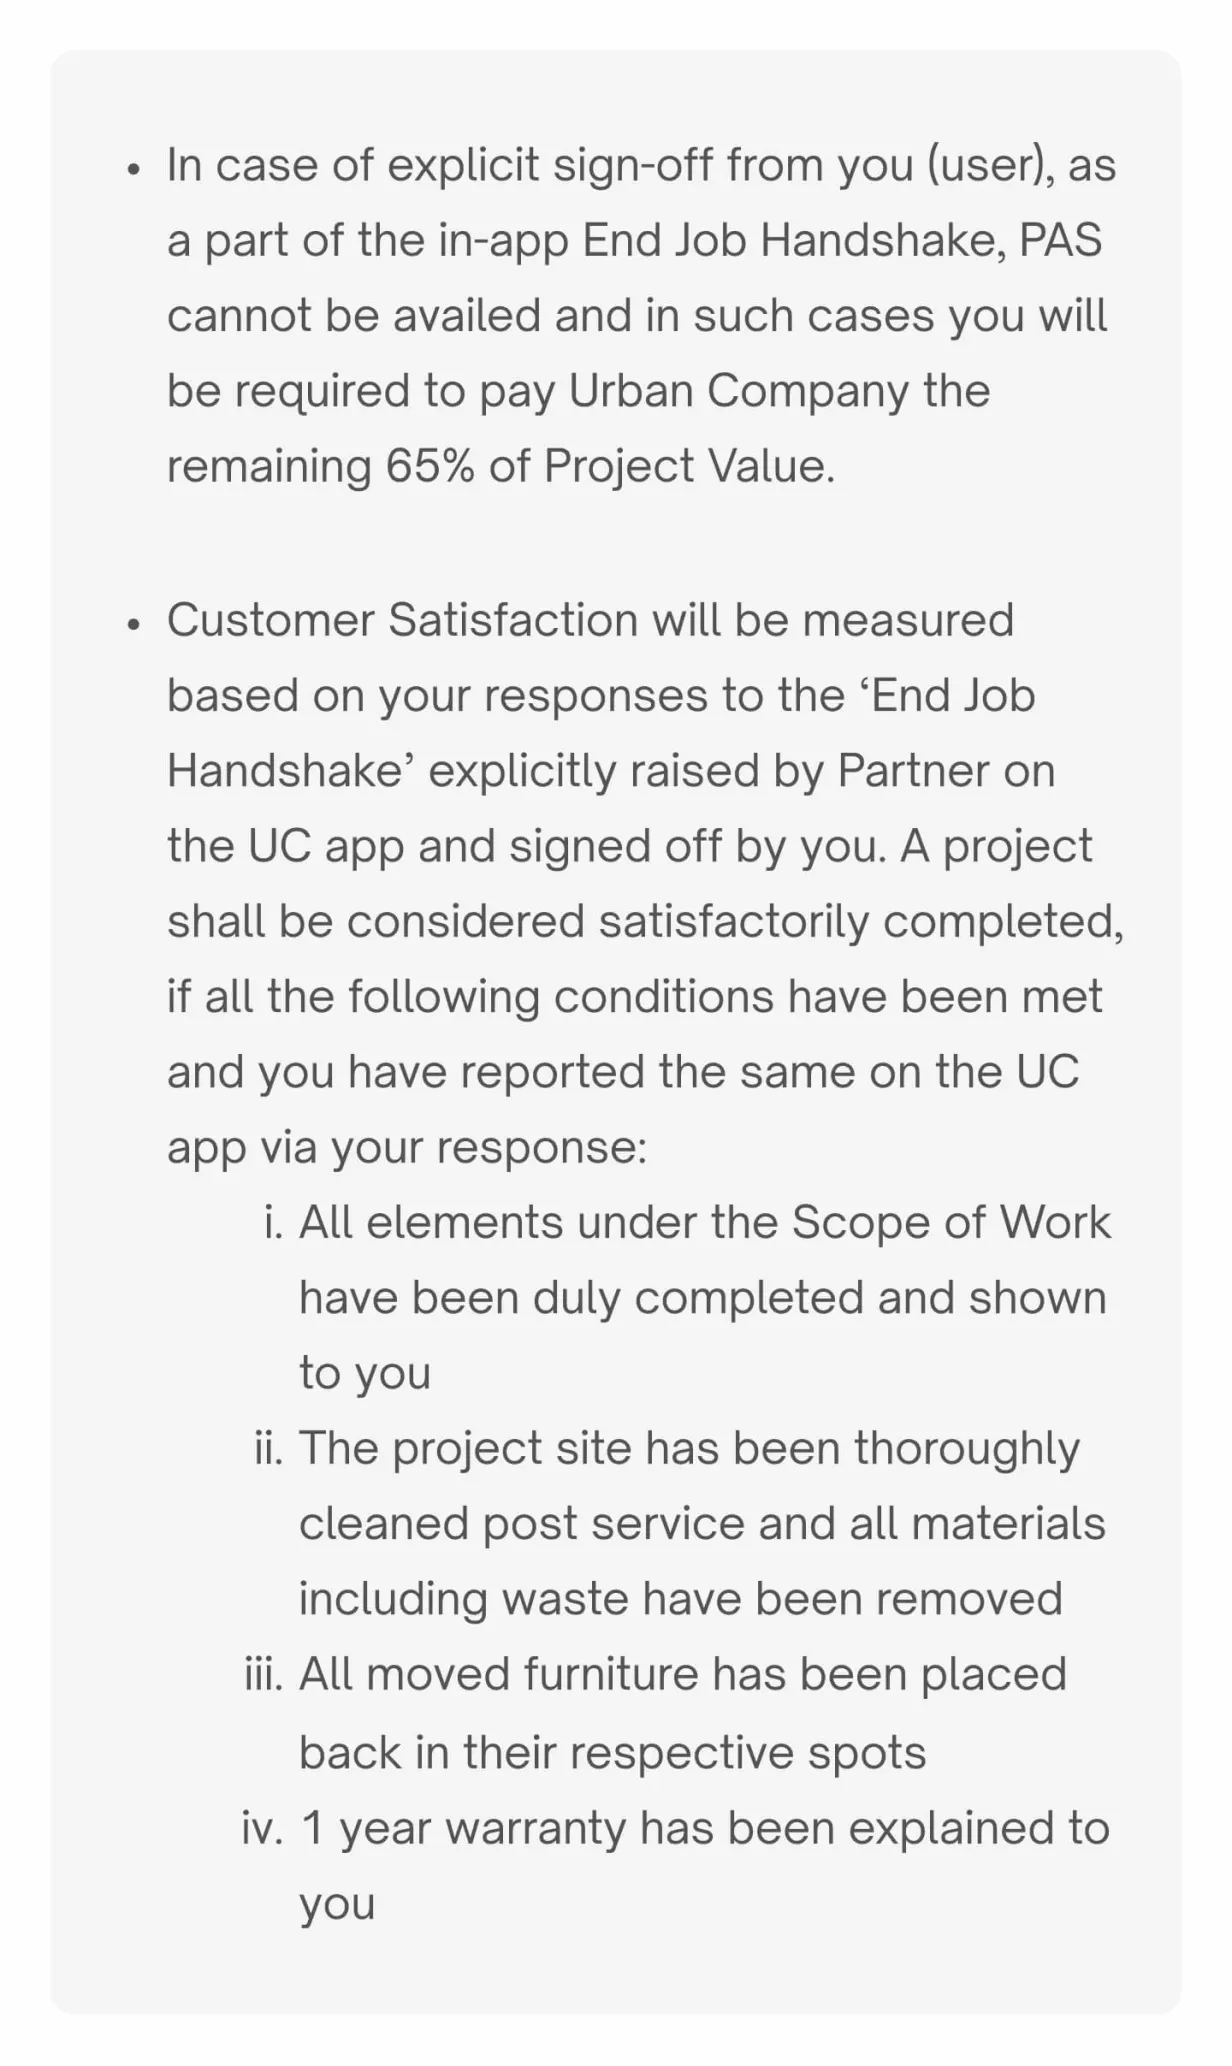 • In case of explicit sign-off from you (user), as
a part of the in-app End Job Handshake, PAS
cannot be availed and in such cases you will
be required to pay Urban Company the
remaining 65% of Project Value.
• Customer Satisfaction will be measured
based on your responses to the ‘End Job
Handshake’ explicitly raised by Partner on
the UC app and signed off by you. A project
shall be considered satisfactorily completed,
if all the following conditions have been met
and you have reported the same on the UC
app via your response:
i. All elements under the Scope of Work
have been duly completed and shown
to you
ii. The project site has been thoroughly
cleaned post service and all materials
including waste have been removed
iii. All moved furniture has been placed
back in their respective spots
iv. 1 year warranty has been explained to
you